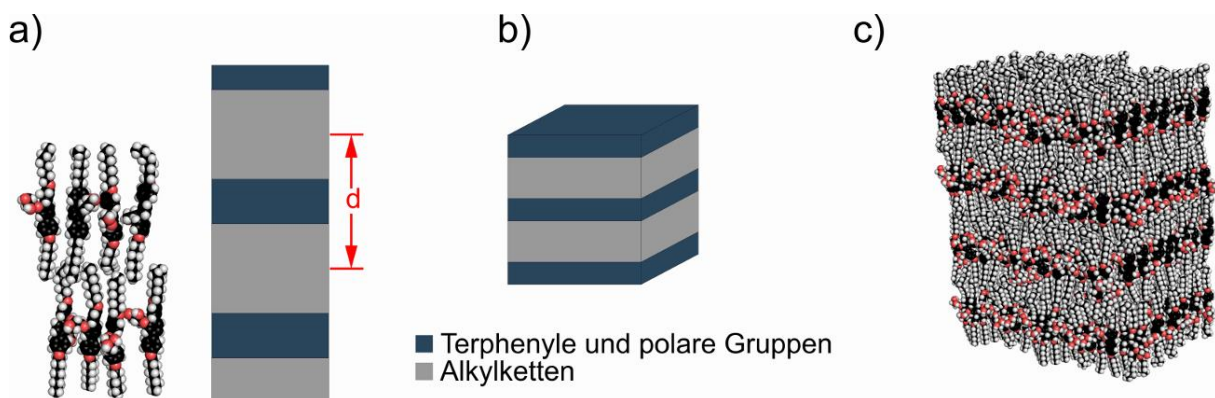 a)
b)
c)
d
Terphenyle und polare Gruppen
Alkylketten